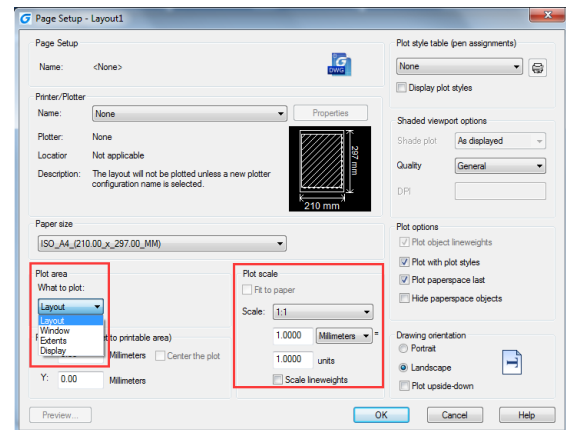 Page Setup - Layout1
Page Setup
Name: <None>
DWG
Printer/Plotter
Name: None
Properties
Plotter: None
Locatior Not applicable
Description: The layout will not be plotted unless a new plotter
configuration name is selected.
297 mm
210 mm
Paper size
ISO_A4_(210.00_x_297.00_MM)
Plot area
What to plot:
Layout
Layout
Window
Extents
Display
et to printable area)
Millimeters
Center the plot
Y: 0.00 Millimeters
Plot scale
Fit to paper
Scale: 1:1
1.0000 Millimeters =
1.0000 units
Scale lineweights
Plot style table (pen assignments)
None
Display plot
styles
Shaded viewport options
Shade plot As displayed
Quality General
DPI
Plot options
Plot object lineweights
Plot with plot styles
Plot paperspace last
Hide paperspace objects
Drawing orientation
Portrait
Landscape
Plot upside-down
Preview...
OK
Cancel
Help